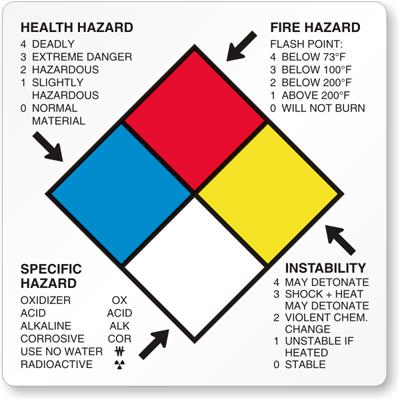 HEALTH HAZARD
4 DEADLY
3 EXTREME DANGER
2 HAZARDOUS
1 SLIGHTLY
HAZARDOUS
0 NORMAL
MATERIAL
FIRE HAZARD
FLASH POINT:
4 BELOW 73°F
3 BELOW 100°F
2 BELOW 200°F
1 ABOVE 200°F
0 WILL NOT BURN
SPECIFIC
HAZARD
OXIDIZER OX
ACID ACID
ALKALINE ALK
CORROSIVE COR
USE NO WATER W
RADIOACTIVE
INSTABILITY
4 MAY DETONATE
3 SHOCK + HEAT
MAY DETONATE
2 VIOLENT CHEM.
CHANGE
1 UNSTABLE IF
HEATED
0 STABLE